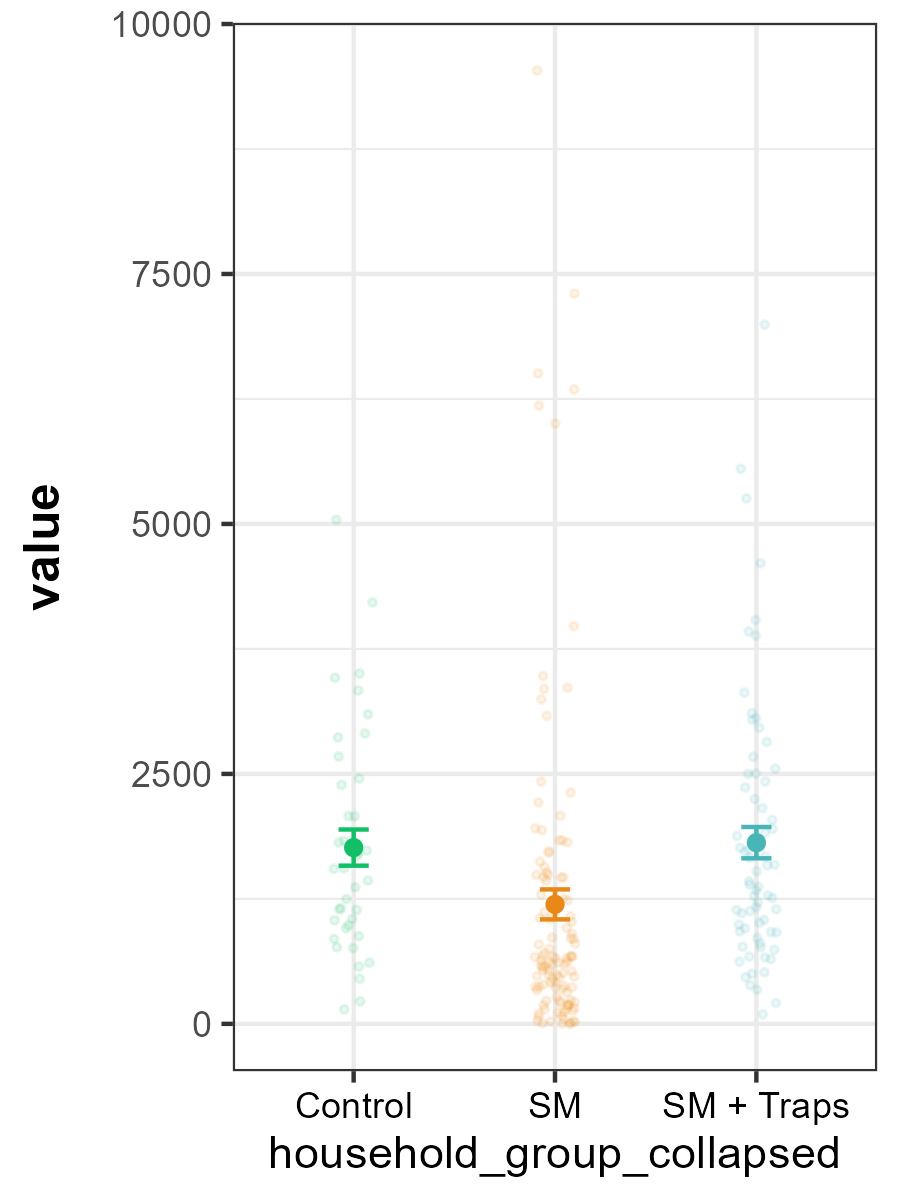 10000
7500
5000
2500
0
value
Control SM SM + Traps
household_group_collapsed